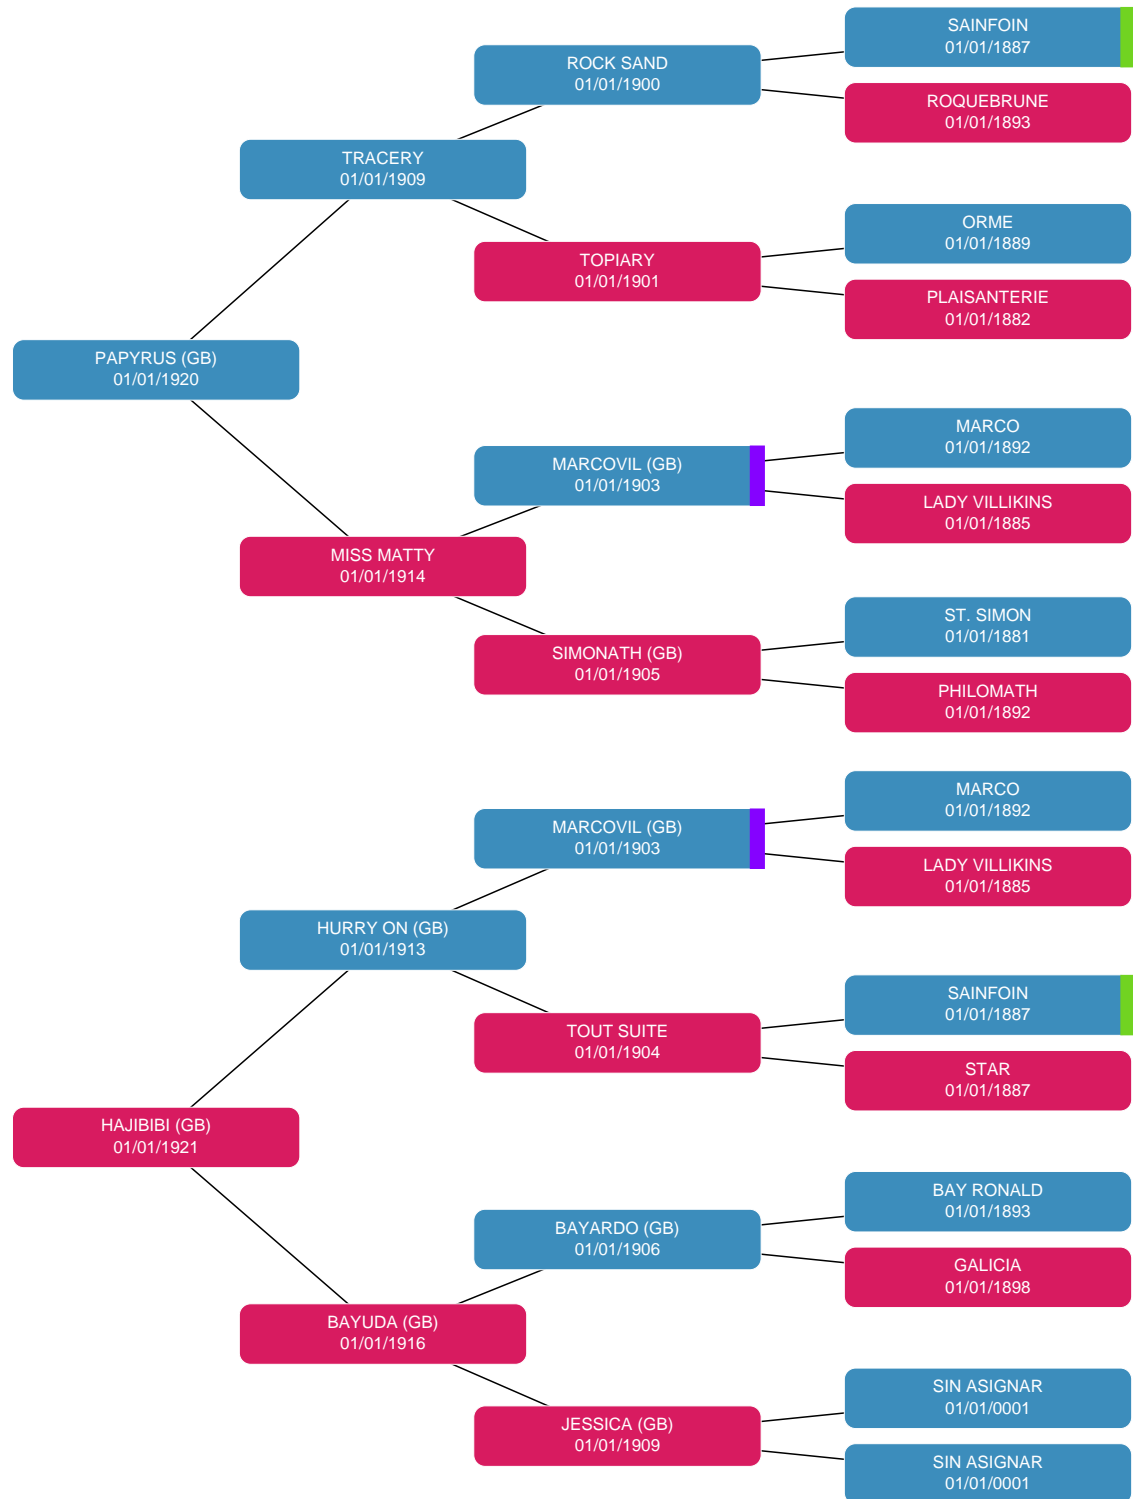 SAINFOIN
01/01/1887
ROCK SAND
01/01/1900
ROQUEBRUNE
01/01/1893
TRACERY
01/01/1909
ORME
01/01/1889
TOPIARY
01/01/1901
PLAISANTERIE
01/01/1882
PAPYRUS (GB)
01/01/1920
MARCO
01/01/1892
MARCOVIL (GB)
01/01/1903
LADY VILLIKINS
01/01/1885
MISS MATTY
01/01/1914
ST. SIMON
01/01/1881
SIMONATH (GB)
01/01/1905
PHILOMATH
01/01/1892
MARCO
01/01/1892
MARCOVIL (GB)
01/01/1903
LADY VILLIKINS
01/01/1885
HURRY ON (GB)
01/01/1913
SAINFOIN
01/01/1887
TOUT SUITE
01/01/1904
STAR
01/01/1887
HAJIBIBI (GB)
01/01/1921
BAY RONALD
01/01/1893
BAYARDO (GB)
01/01/1906
GALICIA
01/01/1898
BAYUDA (GB)
01/01/1916
SIN ASIGNAR
01/01/0001
JESSICA (GB)
01/01/1909
SIN ASIGNAR
01/01/0001